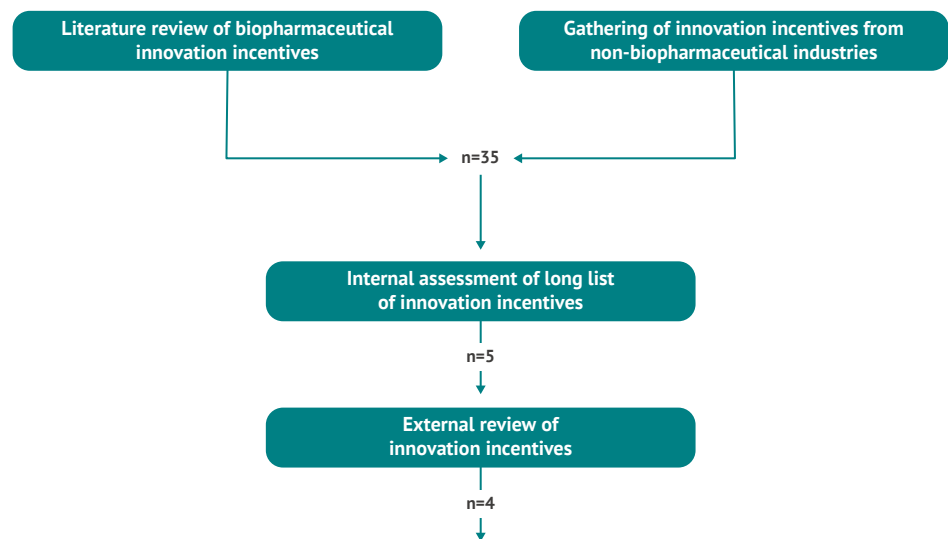 Literature review of biopharmaceutical
innovation incentives
Gathering of innovation incentives from
non-biopharmaceutical industries
n=35
Internal assessment of long list
of innovation incentives
n=5
External review of
innovation incentives
n=4